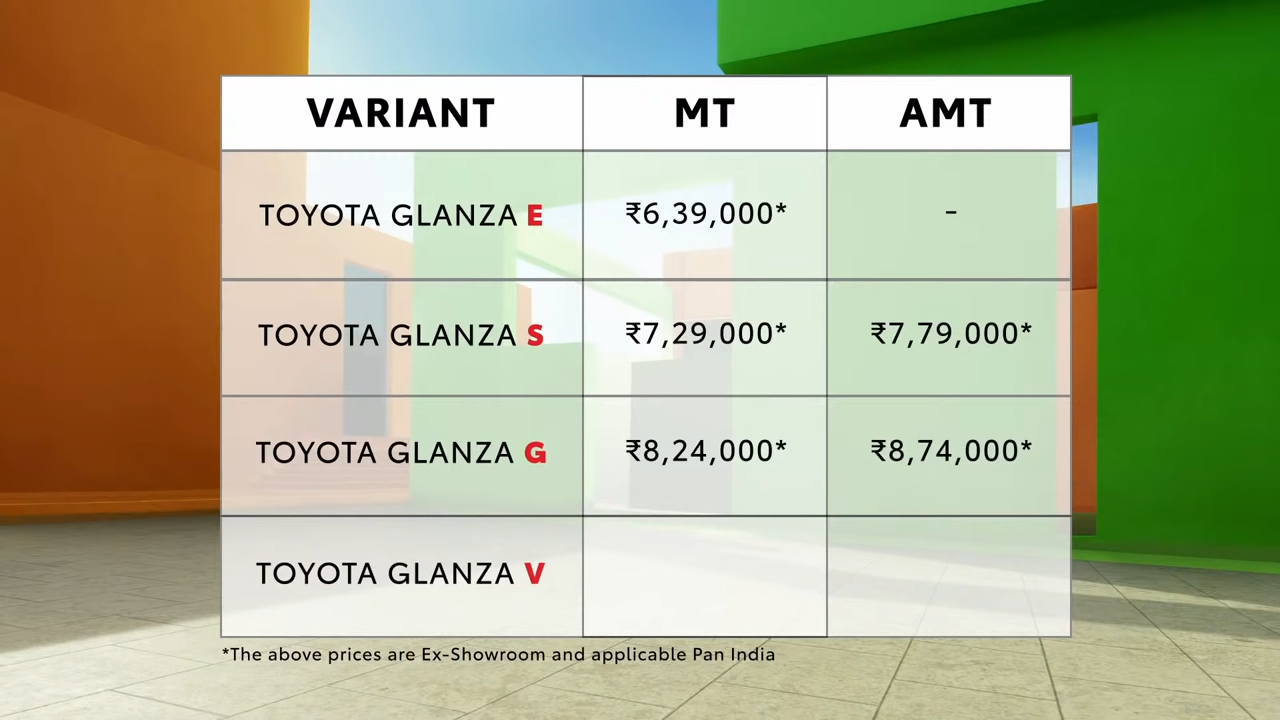 VARIANT MT AMT
TOYOTA GLANZA E ₹6,39,000* -
TOYOTA GLANZA S ₹7,29,000* ₹7,79,000*
TOYOTA GLANZA G ₹8,24,000* ₹8,74,000*
TOYOTA GLANZA V
*The above prices are Ex-Showroom and applicable Pan India